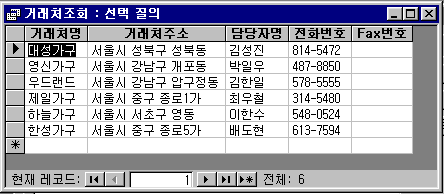 거래처조회 : 선택 질의
거래처명 거래처주소 담당자명 전화번호 Fax번호
대성가구 서울시 성북구 성북동 김성진 814-5472
영신가구 서울시 강남구 개포동 박일우 487-8850
우드랜드 서울시 강남구 압구정동 김한일 578-5555
제일가구 서울시 중구 종로1가 최우철 314-5480
하늘가구 서울시 서초구 영동 이한수 548-0524
한성가구 서울시 중구 종로5가 배도현 613-7594
현재 레코드: 1 전체: 6